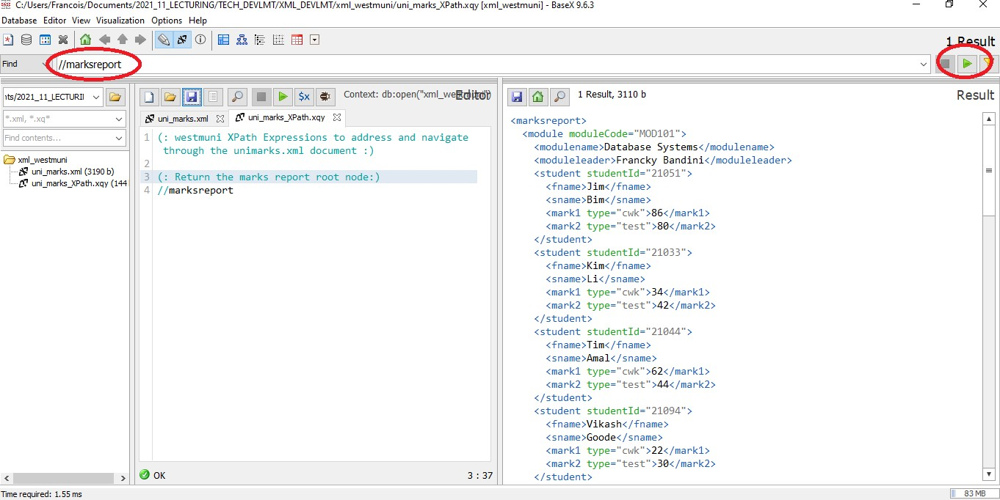 C:/Users/Francois/Documents/2021_11_LECTURING/TECH_DEVLMT/XML_DEVLMT/xml_westmuni/uni_marks_XPath.xqy [xml_westmuni] - BaseX 9.6.3
Database Editor View Visualization Options Help
1 Result
Find //marksreport
nts/2021_11_LECTURII
*.xml, *.xq*
Find contents...
xml_westmuni
uni_marks.xml (3190 b)
uni_marks_XPath.xqy (144
$x
Context: db:open("xml_westmuni")
Editor
uni_marks.xml
uni_marks_XPath.xqy
1 (: westmuni XPath Expressions to address and navigate
through the unimarks.xml document :)
2
3 (: Return the marks report root node:)
4 //marksreport
OK
3 : 37
1 Result, 3110 b
Result
<marksreport>
<module moduleCode="MOD101">
<modulename>Database Systems</modulename>
<moduleleader>Francky Bandini</moduleleader>
<student studentId="21051">
<fname>Jim</fname>
<sname>Bim</sname>
<mark1 type="cwk">86</mark1>
<mark2 type="test">80</mark2>
</student>
<student studentId="21033">
<fname>Kim</fname>
<sname>Li</sname>
<mark1 type="cwk">34</mark1>
<mark2 type="test">42</mark2>
</student>
<student studentId="21044">
<fname>Tim</fname>
<sname>Amal</sname>
<mark1 type="cwk">62</mark1>
<mark2 type="test">44</mark2>
</student>
<student studentId="21094">
<fname>Vikash</fname>
<sname>Goode</sname>
<mark1 type="cwk">22</mark1>
<mark2 type="test">30</mark2>
</student>
Time required: 1.55 ms
83 MB